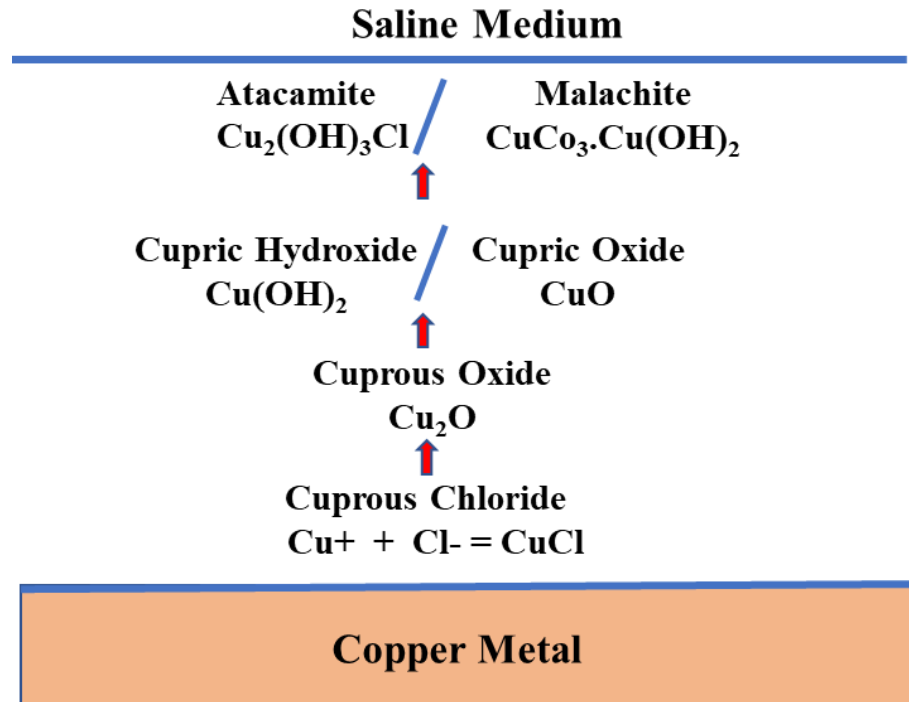 Saline Medium
Atacamite / Malachite
Cu₂(OH)₃Cl CuCo₃.Cu(OH)₂
Cupric Hydroxide / Cupric Oxide
Cu(OH)₂ CuO
Cuprous Oxide
Cu₂O
Cuprous Chloride
Cu+ + Cl- = CuCl
Copper Metal